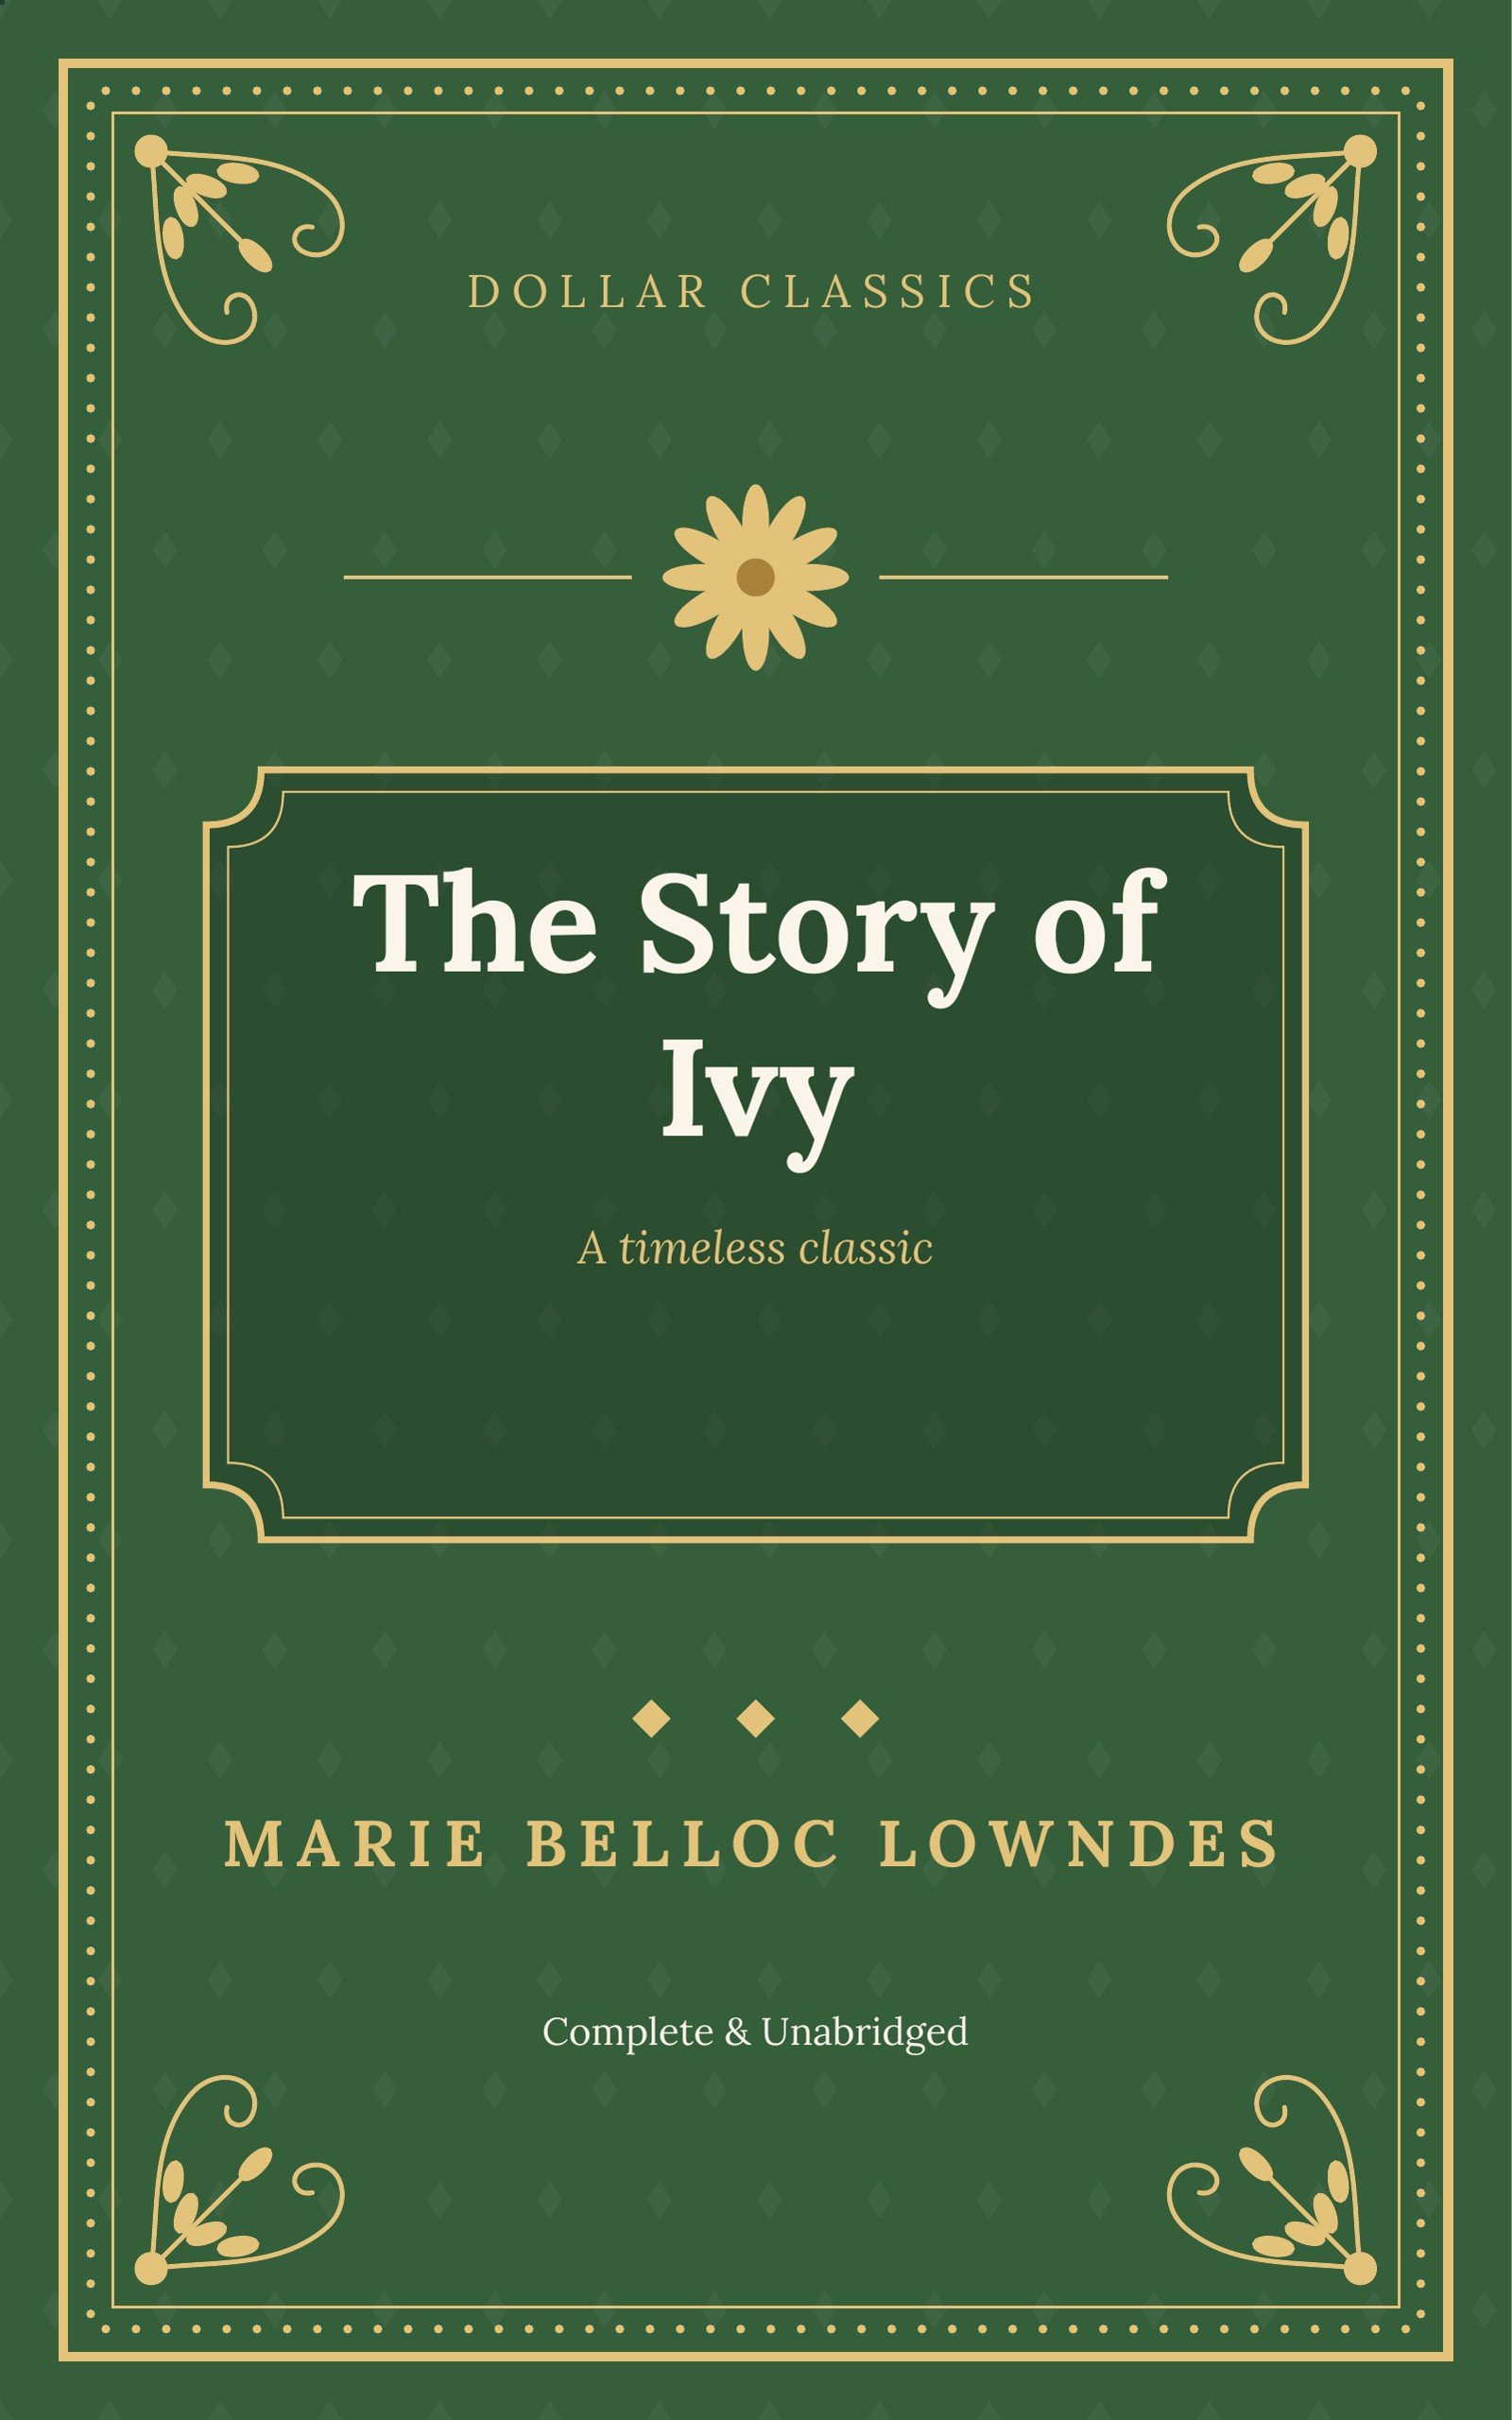 DOLLAR CLASSICS
The Story of
Ivy
A timeless classic
MARIE BELLOC LOWNDES
Complete & Unabridged